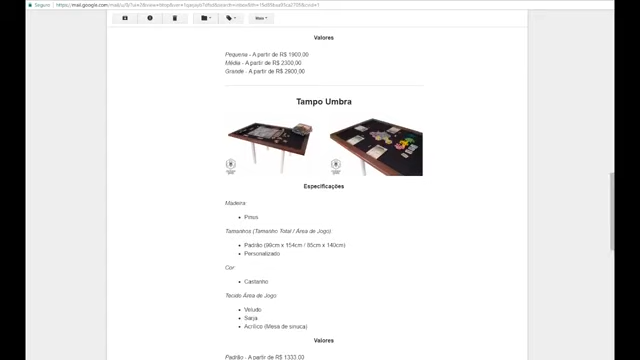 Seguro
Mais
Valores
Pequena - A partir de R$ 1900,00
Média - A partir de R$ 2300,00
Grande - A partir de R$ 2800,00
Tampo Umbra
Especificações
Madeira:
Pinus
Tamanhos (Tamanho Total / Área de Jogo):
Padrão (99cm x 154cm / 85cm x 140cm)
Personalizado
Cor:
Castanho
Tecido Área de Jogo:
Veludo
Sarja
Acrílico (Mesa de sinuca)
Valores
Padrão - A partir de R$ 1333,00